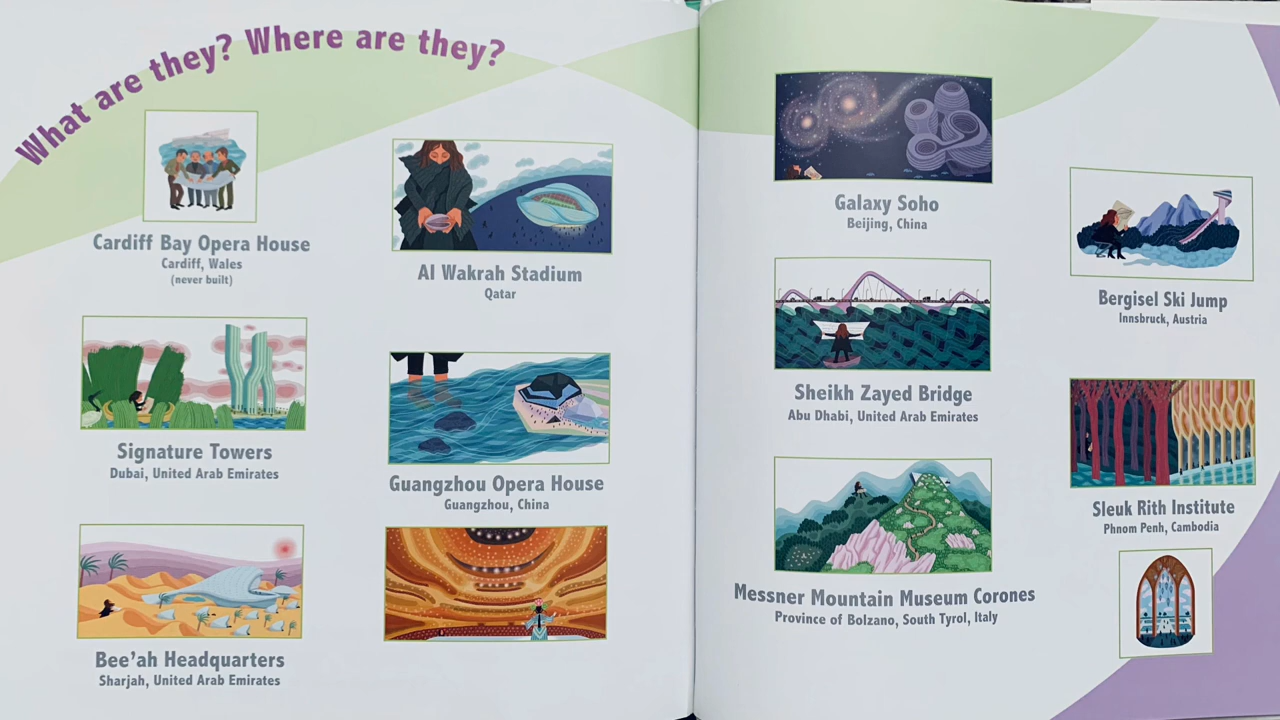 What are they? Where are they?
Cardiff Bay Opera House
Cardiff, Wales
(never built)
Signature Towers
Dubai, United Arab Emirates
Bee'ah Headquarters
Sharjah, United Arab Emirates
Al Wakrah Stadium
Qatar
Guangzhou Opera House
Guangzhou, China
Galaxy Soho
Beijing, China
Sheikh Zayed Bridge
Abu Dhabi, United Arab Emirates
Messner Mountain Museum Corones
Province of Bolzano, South Tyrol, Italy
Bergisel Ski Jump
Innsbruck, Austria
Sleuk Rith Institute
Phnom Penh, Cambodia